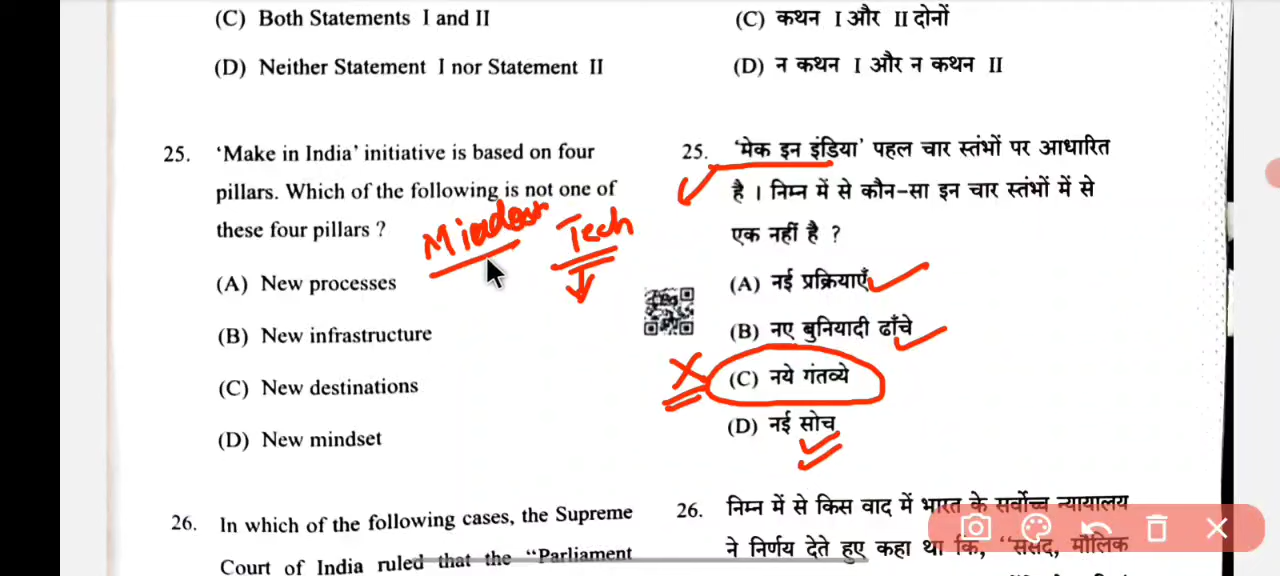 (C) Both Statements I and II
(D) Neither Statement I nor Statement II
25. 'Make in India' initiative is based on four
pillars. Which of the following is not one of
these four pillars ?
(A) New processes
(B) New infrastructure
(C) New destinations
(D) New mindset
26. In which of the following cases, the Supreme
Court of India ruled that the "Parliament
Tech
(C) कथन I और II दोनों
(D) न कथन I और न कथन II
25. 'मेक इन इंडिया' पहल चार स्तंभों पर आधारित
है । निम्न में से कौन-सा इन चार स्तंभों में से
एक नहीं है ?
(A) नई प्रक्रियाएँ
(B) नए बुनियादी ढाँचे
(C) नये गंतव्ये
(D) नई सोच
26. निम्न में से किस वाद में भारत के सर्वोच्च न्यायालय
ने निर्णय देते हुए कहा था कि, "संसद, मौलिक